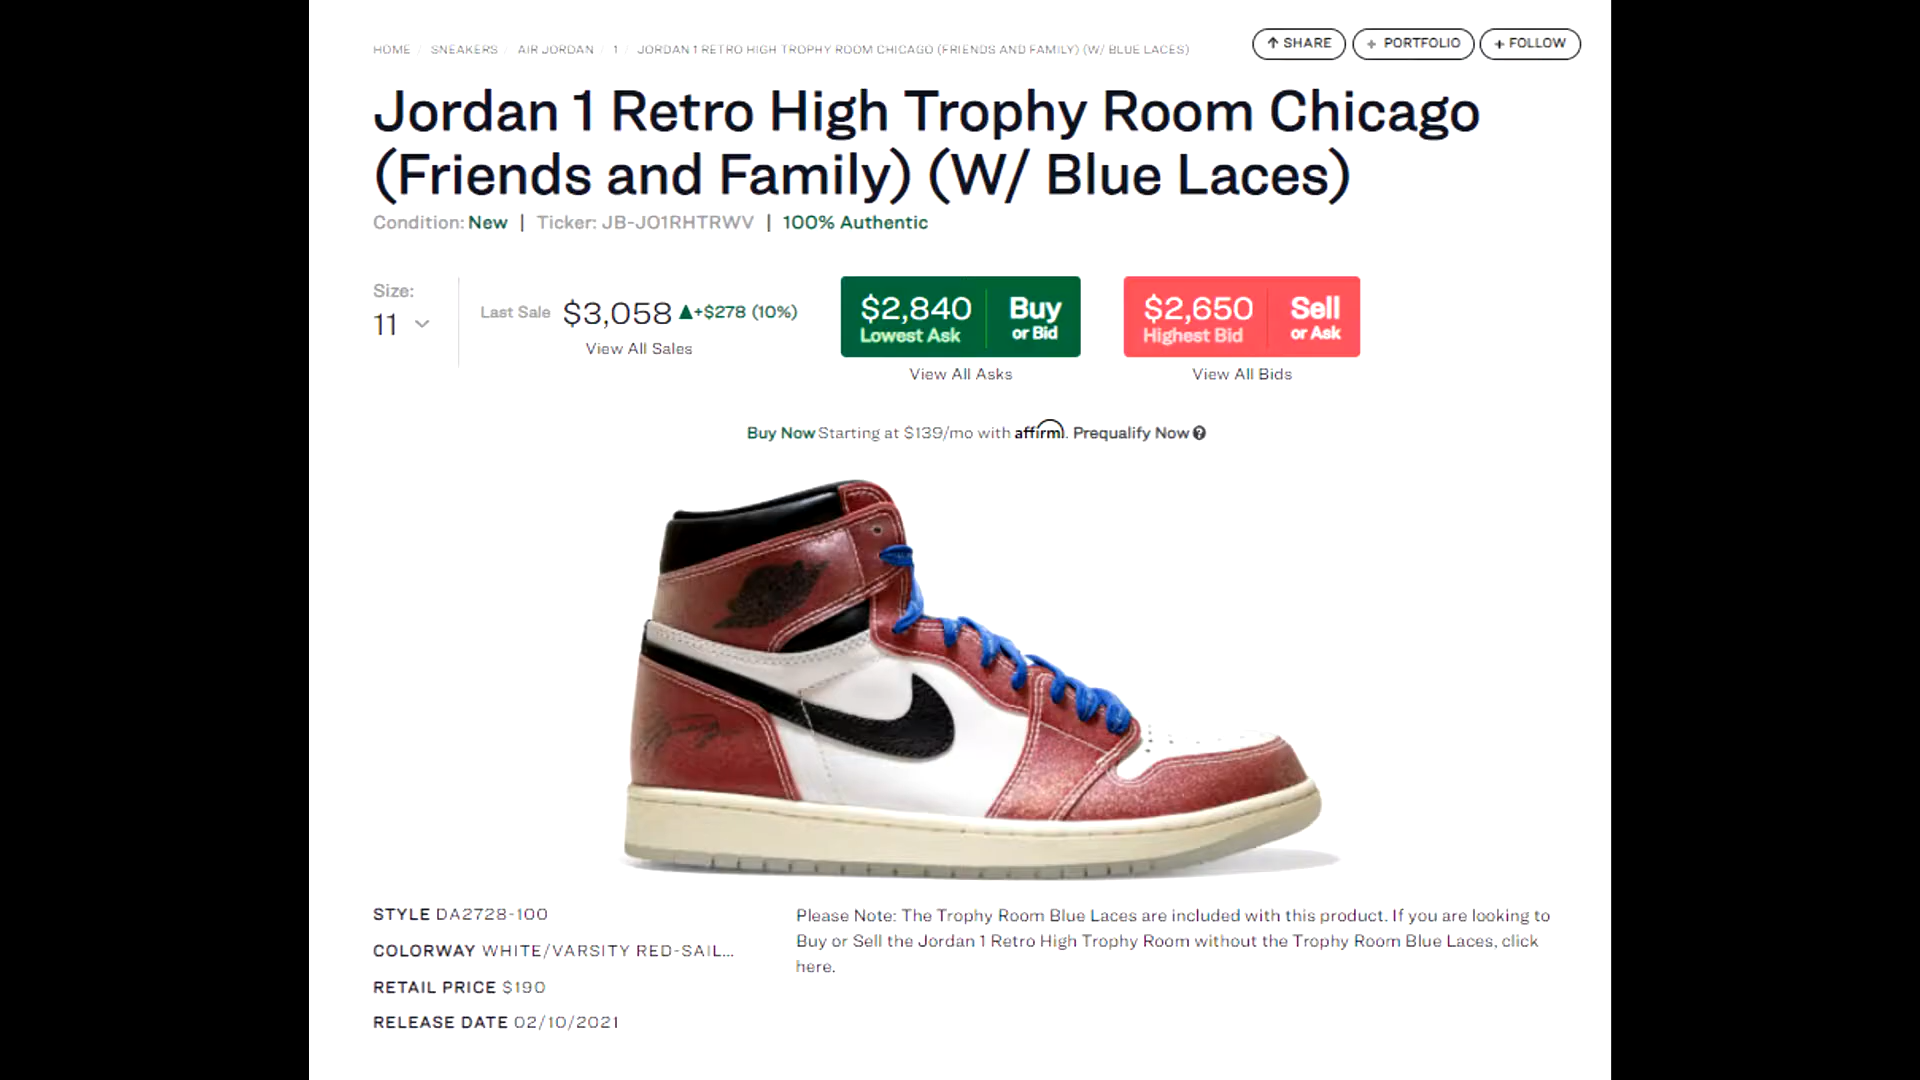 HOME / SNEAKERS / AIR JORDAN / 1 / JORDAN 1 RETRO HIGH TROPHY ROOM CHICAGO (FRIENDS AND FAMILY) (W/ BLUE LACES)
SHARE
+ PORTFOLIO
+ FOLLOW
Jordan 1 Retro High Trophy Room Chicago
(Friends and Family) (W/ Blue Laces)
Condition: New | Ticker: JB-JO1RHTRWV | 100% Authentic
Size:
11
Last Sale $3,058 ▲+$278 (10%)
View All Sales
$2,840
Lowest Ask
Buy
or Bid
View All Asks
$2,650
Highest Bid
Sell
or Ask
View All Bids
Buy Now Starting at $139/mo with affirm. Prequalify Now
STYLE DA2728-100
COLORWAY WHITE/VARSITY RED-SAIL...
RETAIL PRICE $190
RELEASE DATE 02/10/2021
Please Note: The Trophy Room Blue Laces are included with this product. If you are looking to
Buy or Sell the Jordan 1 Retro High Trophy Room without the Trophy Room Blue Laces, click
here.